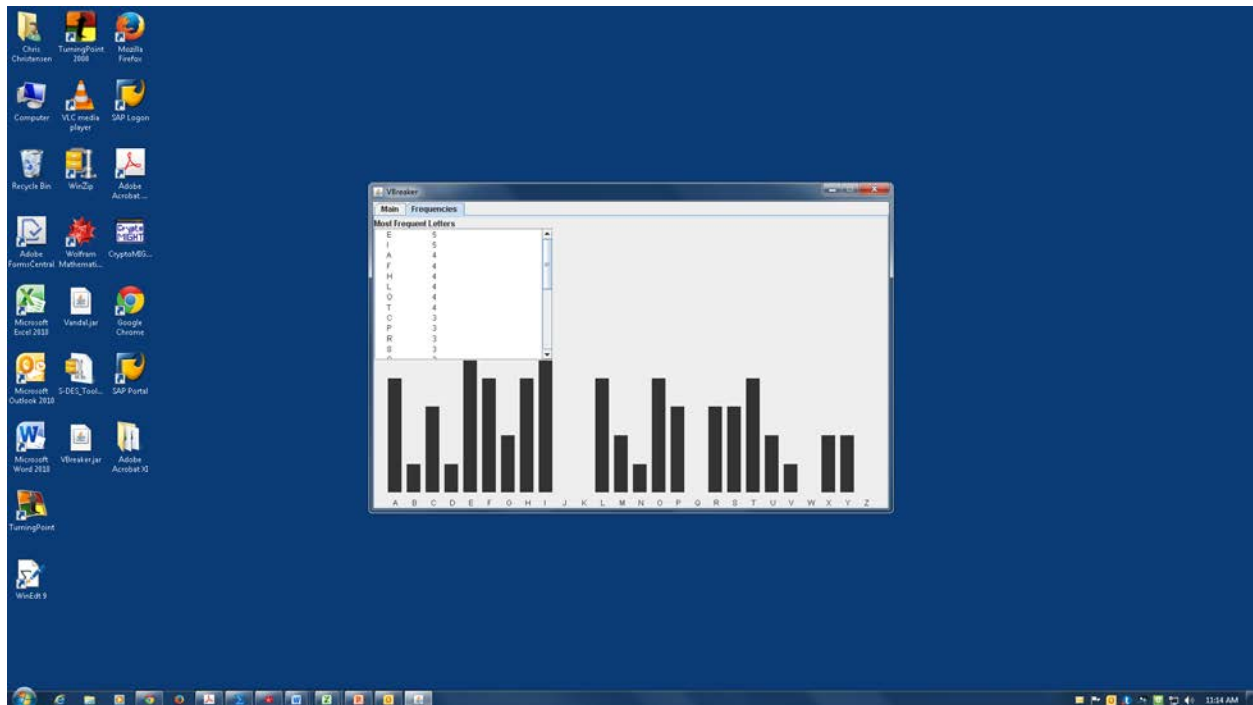 Chris Christensen
TurningPoint 2008
Mozilla Firefox
Computer
VLC media player
SAP Logon
Recycle Bin
WinZip
Adobe Acrobat ...
Adobe FormsCentral
Wolfram Mathemati...
CryptoMIG...
Microsoft Excel 2010
Vandal.jar
Google Chrome
Microsoft Outlook 2010
S-DES_Tool...
SAP Portal
Microsoft Word 2010
VBreaker.jar
Adobe Acrobat XI
TurningPoint
WinEdt 9
Crypto MIGHT
VBreaker
Main Frequencies
Most Frequent Letters
E 5
I 5
A 4
F 4
H 4
L 4
O 4
T 4
C 3
P 3
R 3
S 3
A B C D E F G H I J K L M N O P Q R S T U V W X Y Z
11:14 AM